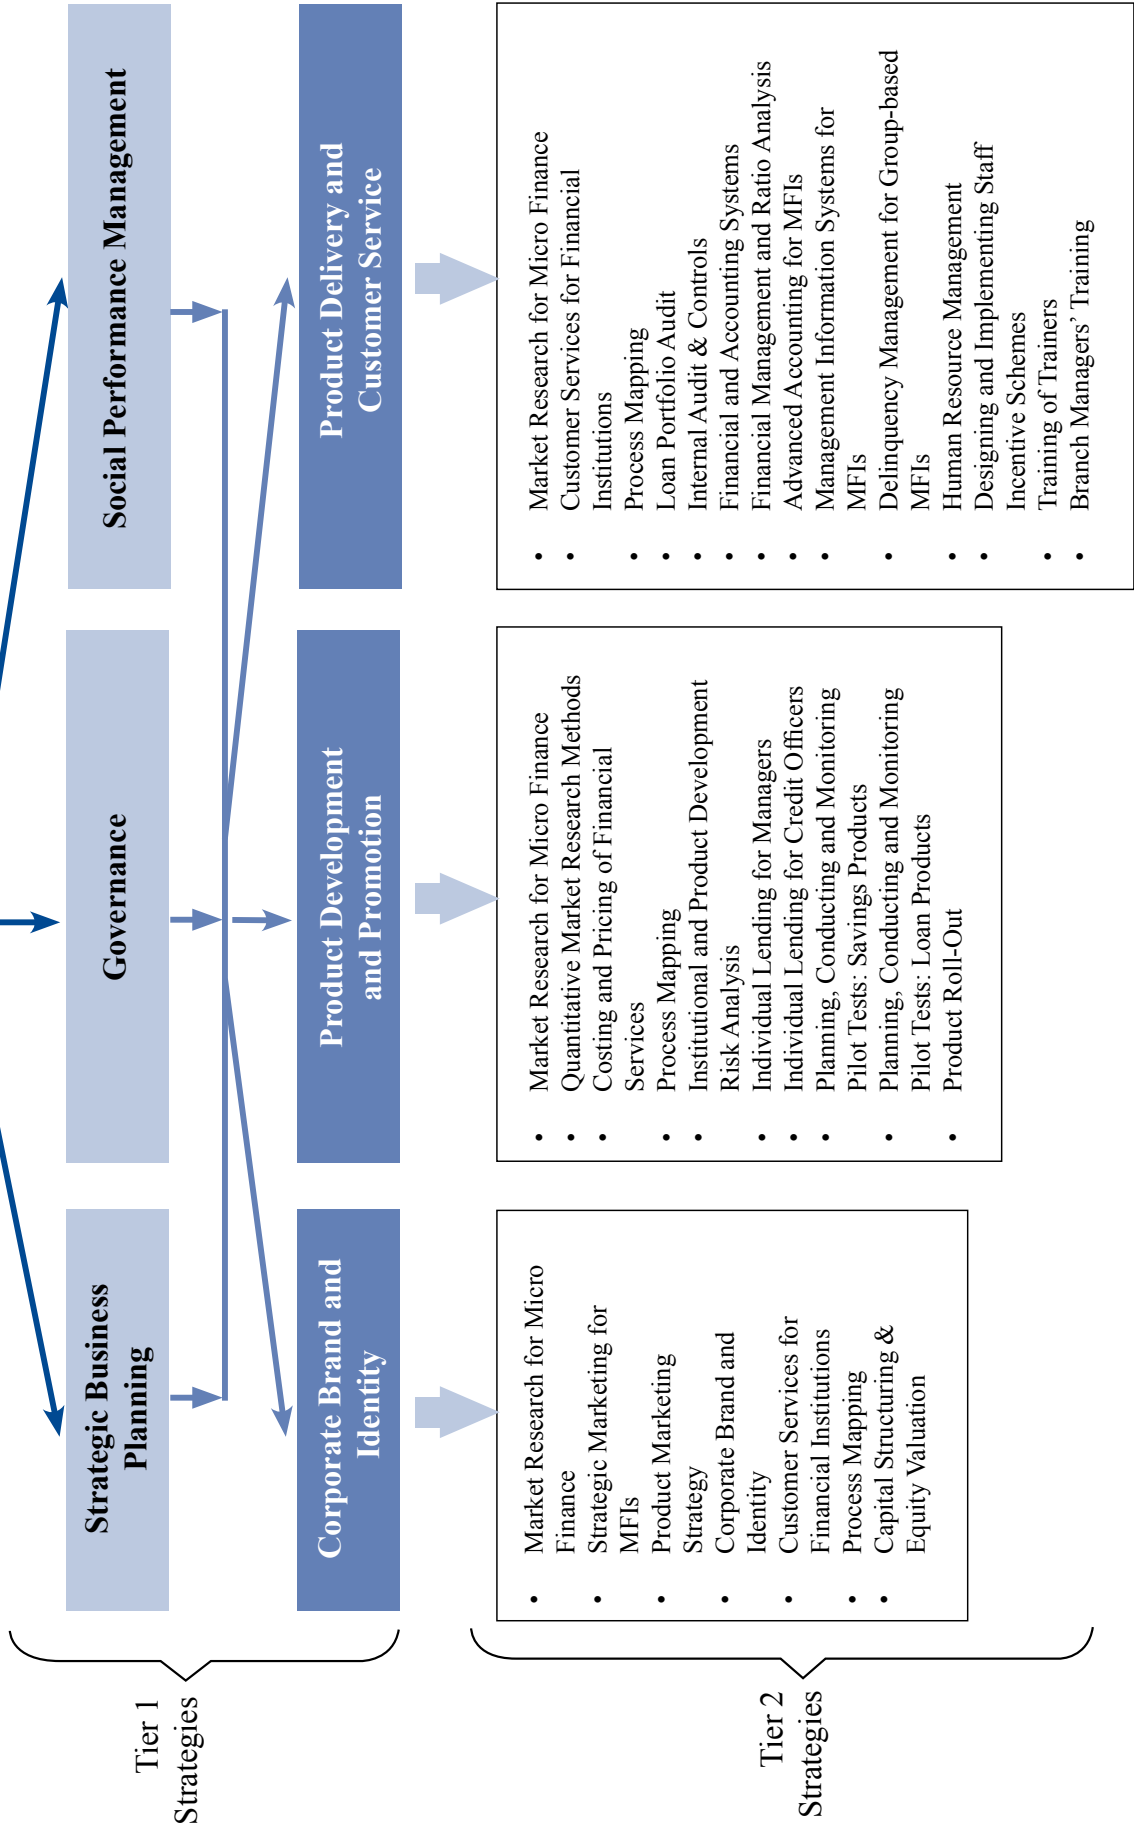 Tier 1
Strategies
Strategic Business
Planning
Governance
Social Performance Management
Corporate Brand and
Identity
Product Development
and Promotion
Product Delivery and
Customer Service
Tier 2
Strategies
• Market Research for Micro
Finance
• Strategic Marketing for
MFIs
• Product Marketing
Strategy
• Corporate Brand and
Identity
• Customer Services for
Financial Institutions
• Process Mapping
• Capital Structuring &
Equity Valuation
• Market Research for Micro Finance
• Quantitative Market Research Methods
• Costing and Pricing of Financial
Services
• Process Mapping
• Institutional and Product Development
Risk Analysis
• Individual Lending for Managers
• Individual Lending for Credit Officers
• Planning, Conducting and Monitoring
Pilot Tests: Savings Products
• Planning, Conducting and Monitoring
Pilot Tests: Loan Products
• Product Roll-Out
• Market Research for Micro Finance
• Customer Services for Financial
Institutions
• Process Mapping
• Loan Portfolio Audit
• Internal Audit & Controls
• Financial and Accounting Systems
• Financial Management and Ratio Analysis
• Advanced Accounting for MFIs
• Management Information Systems for
MFIs
• Delinquency Management for Group-based
MFIs
• Human Resource Management
• Designing and Implementing Staff
Incentive Schemes
• Training of Trainers
• Branch Managers’ Training